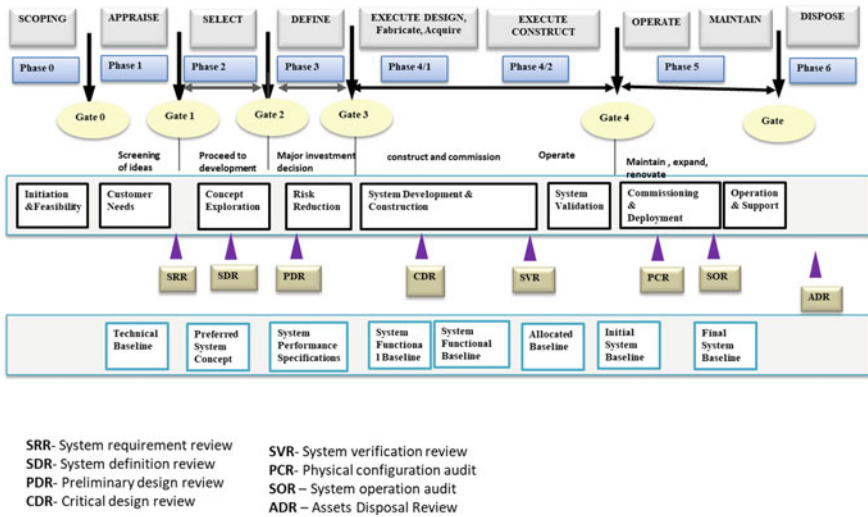 SCOPING
APPRAISE
SELECT
DEFINE
EXECUTE DESIGN,
Fabricate, Acquire
EXECUTE
CONSTRUCT
OPERATE
MAINTAIN
DISPOSE
Phase 0
Phase 1
Phase 2
Phase 3
Phase 4/1
Phase 4/2
Phase 5
Phase 6
Gate 0
Gate 1
Gate 2
Gate 3
Gate 4
Gate
Screening
of ideas
Proceed to
development
Major investment
decision
construct and commission
Operate
Maintain , expand,
renovate
Initiation
&Feasibility
Customer
Needs
Concept
Exploration
Risk
Reduction
System Development &
Construction
System
Validation
Commissioning
&
Deployment
Operation
& Support
SRR
SDR
PDR
CDR
SVR
PCR
SOR
ADR
Technical
Baseline
Preferred
System
Concept
System
Performance
Specifications
System
Functiona
l Baseline
System
Functional
Baseline
Allocated
Baseline
Initial
System
Baseline
Final
System
Baseline
SRR- System requirement review
SDR- System definition review
PDR- Preliminary design review
CDR- Critical design review
SVR- System verification review
PCR- Physical configuration audit
SOR – System operation audit
ADR – Assets Disposal Review